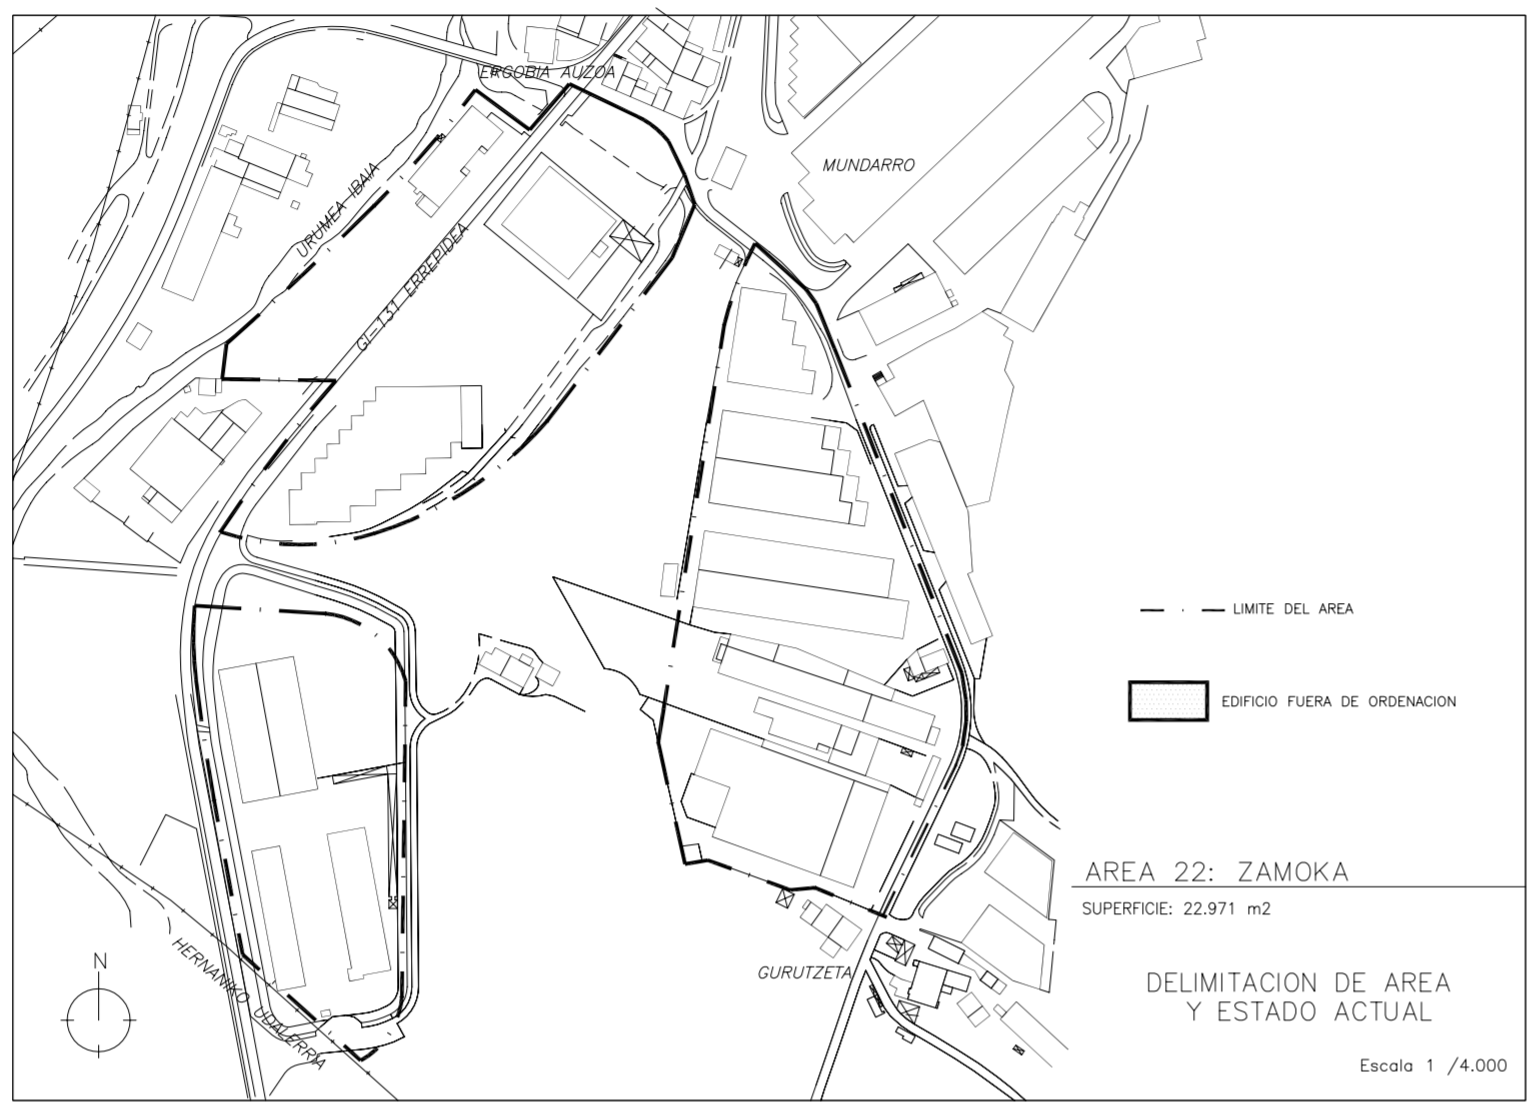 ERGOBIA AUZOA
MUNDARRO
URUMEA IBAIA
GI-131 ERREPIDEA
LIMITE DEL AREA
EDIFICIO FUERA DE ORDENACION
AREA 22: ZAMOKA
SUPERFICIE: 22.971 m2
GURUTZETA
HERNANIKO UDALERRIA
N
DELIMITACION DE AREA
Y ESTADO ACTUAL
Escala 1 /4.000